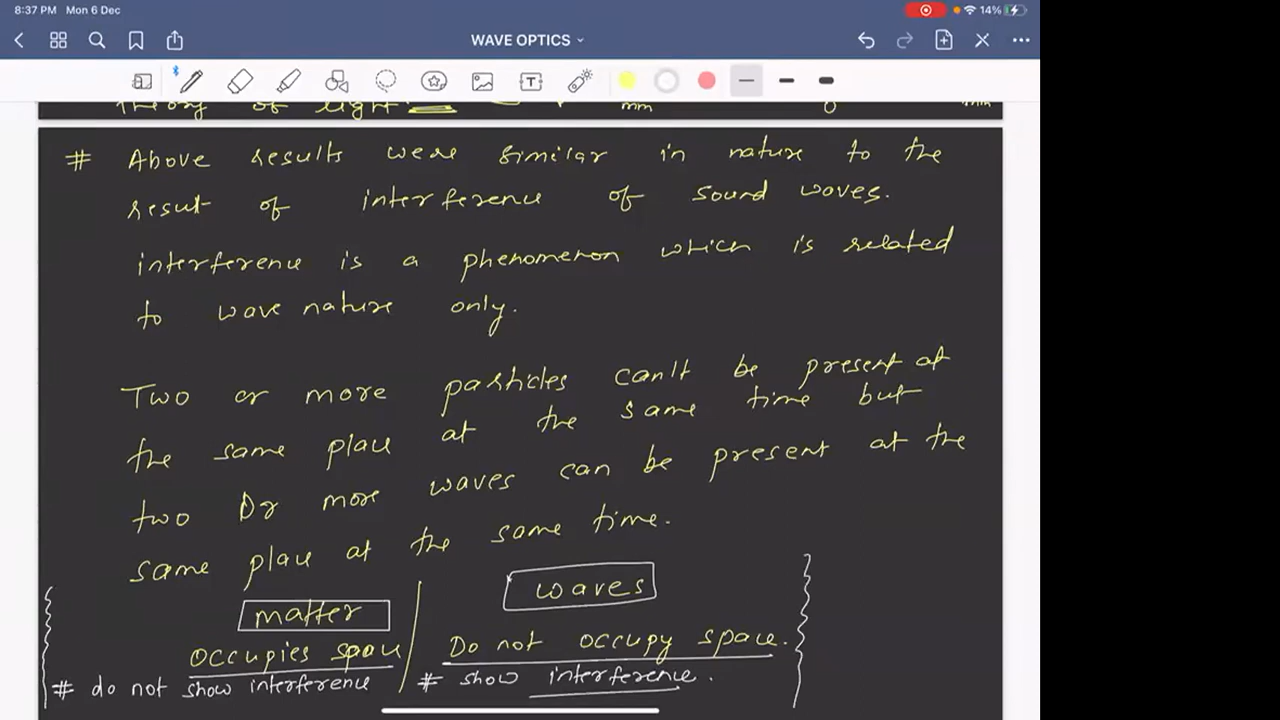 8:37 PM Mon 6 Dec
14%
WAVE OPTICS
Theory of light.
# Above results were similar in nature to the
result of interference of sound waves.
interference is a phenomenon which is related
to wave nature only.
Two or more particles can't be present at
the same place at the same time but
two Or more waves can be present at the
same place at the same time.
matter
waves
occupies space
Do not occupy space.
# do not show interference
# show interference.